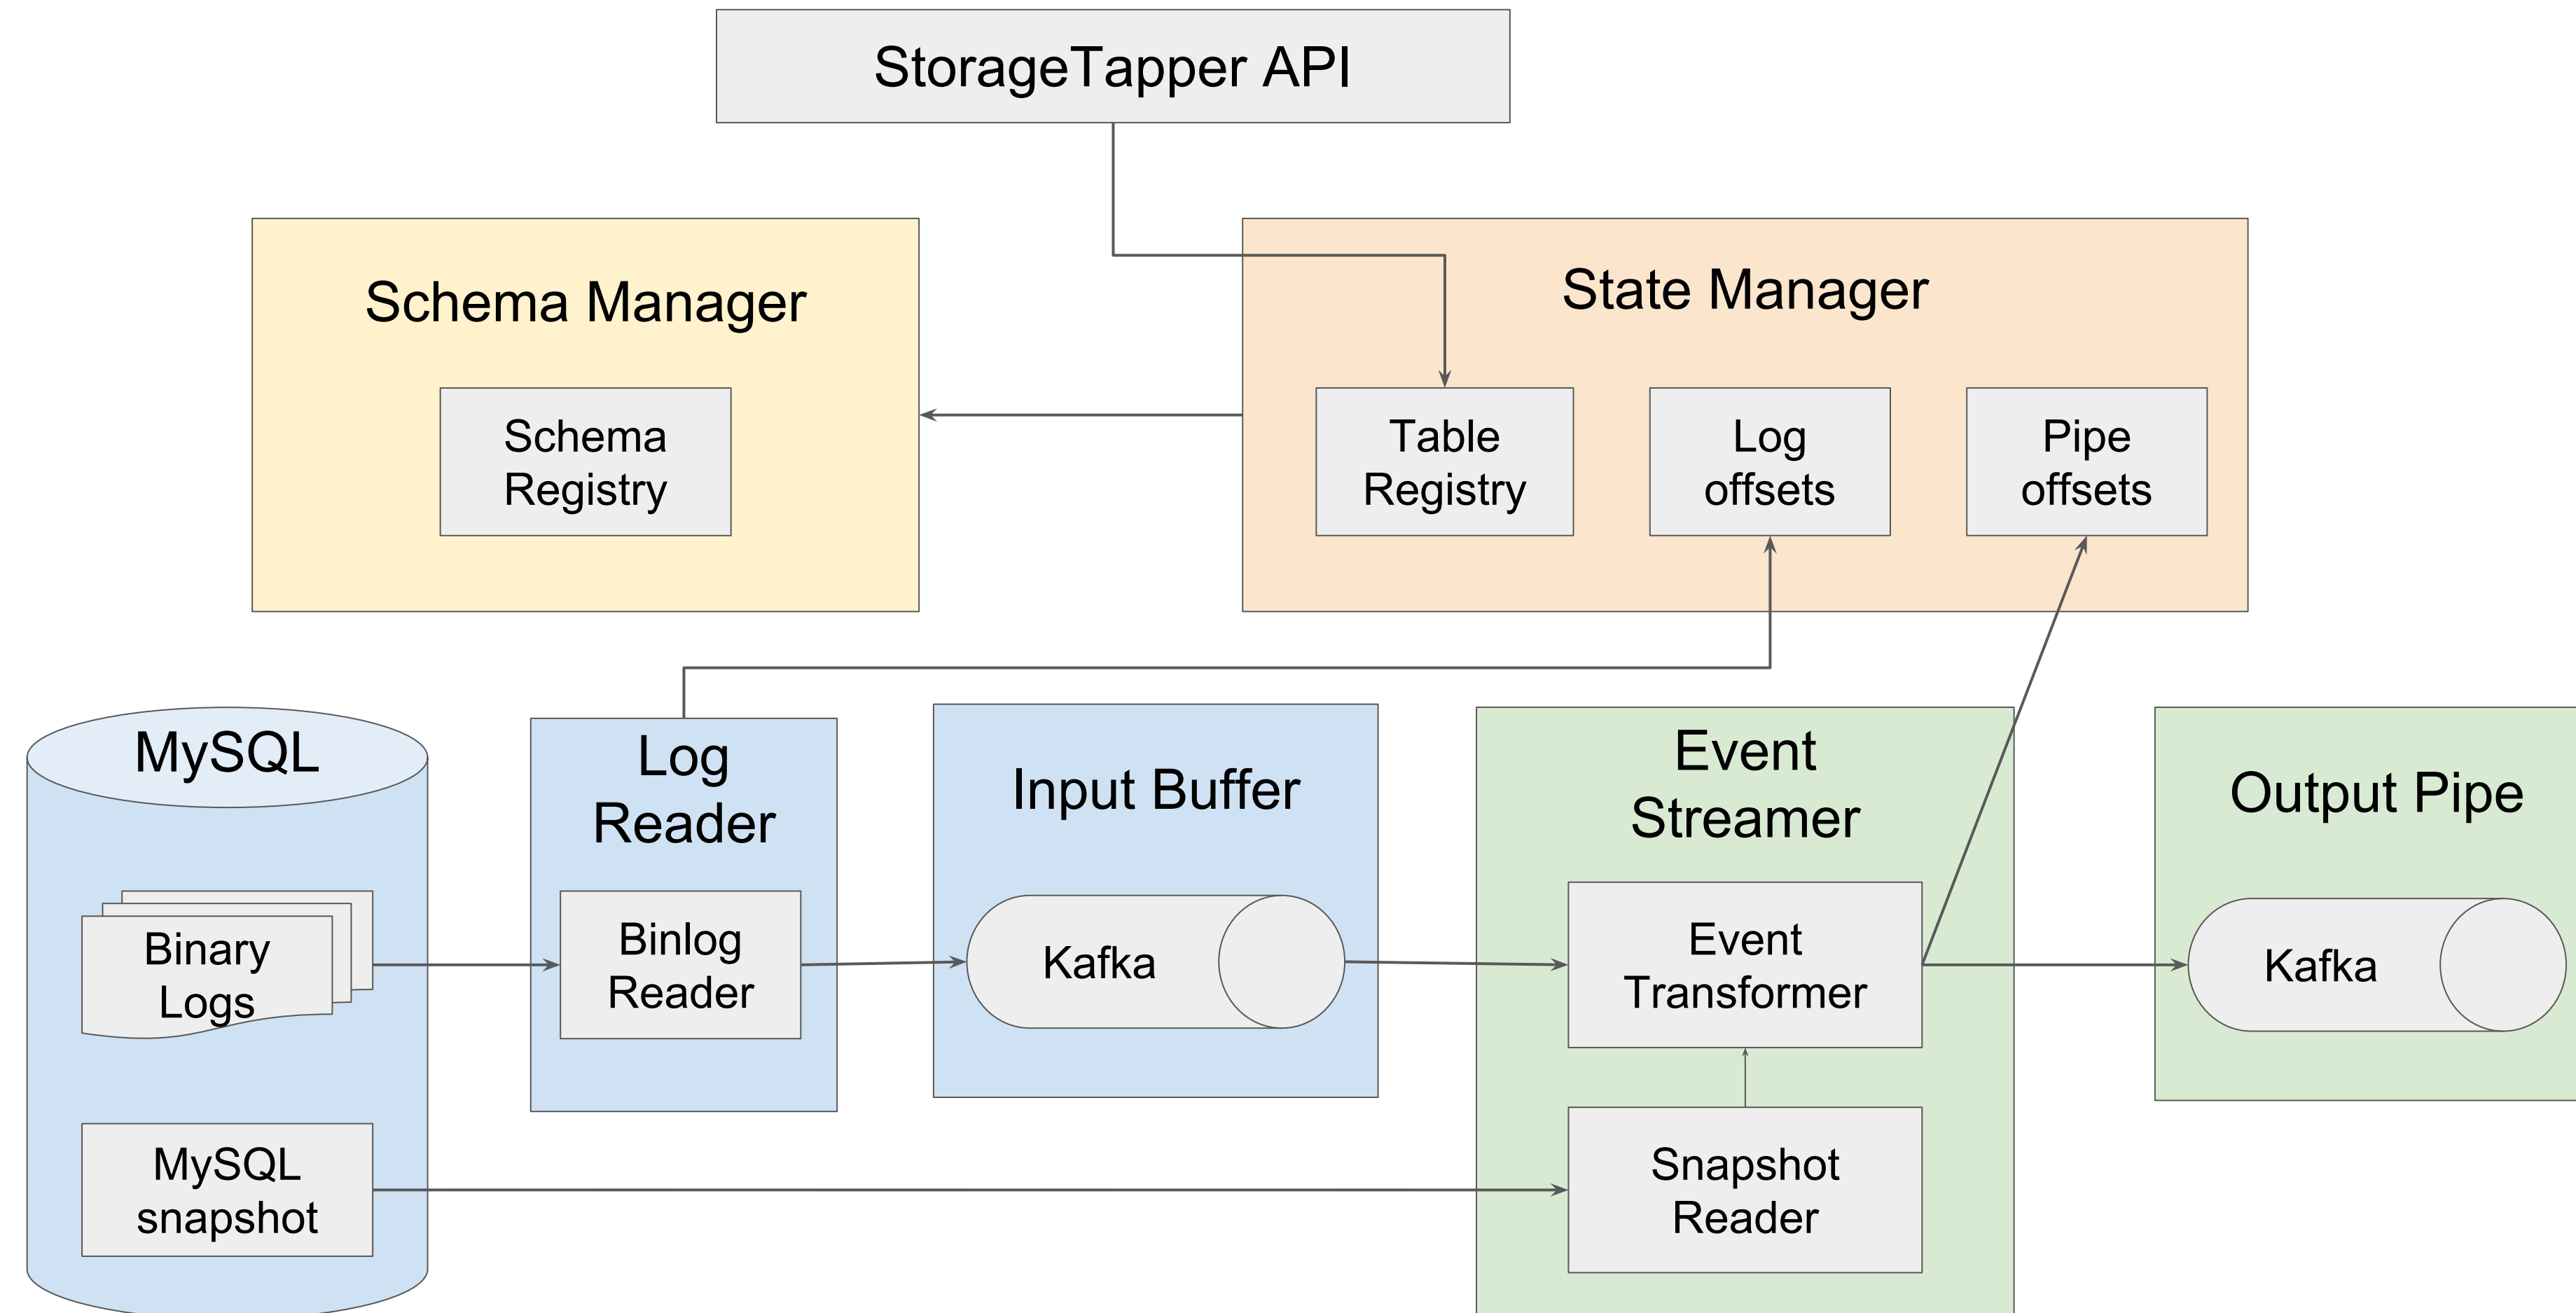 StorageTapper API
Schema Manager
Schema
Registry
State Manager
Table
Registry
Log
offsets
Pipe
offsets
MySQL
Binary
Logs
MySQL
snapshot
Log
Reader
Binlog
Reader
Input Buffer
Kafka
Event
Streamer
Event
Transformer
Snapshot
Reader
Output Pipe
Kafka